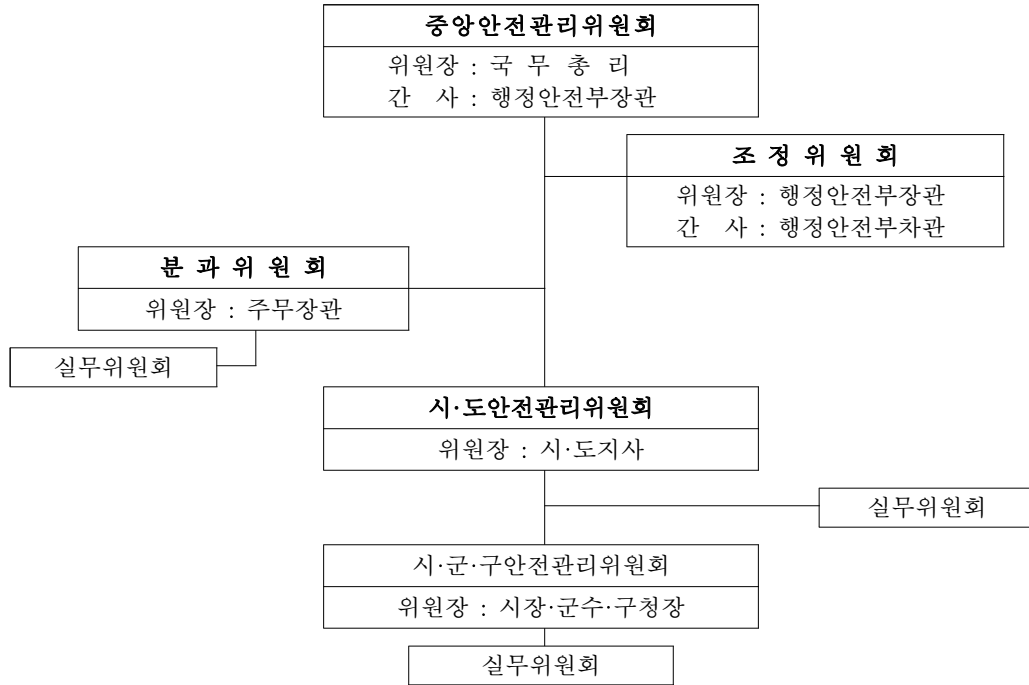 중앙안전관리위원회
위원장 : 국 무 총 리
간 사 : 행정안전부장관
조 정 위 원 회
위원장 : 행정안전부장관
간 사 : 행정안전부차관
분 과 위 원 회
위원장 : 주무장관
실무위원회
시·도안전관리위원회
위원장 : 시·도지사
실무위원회
시·군·구안전관리위원회
위원장 : 시장·군수·구청장
실무위원회